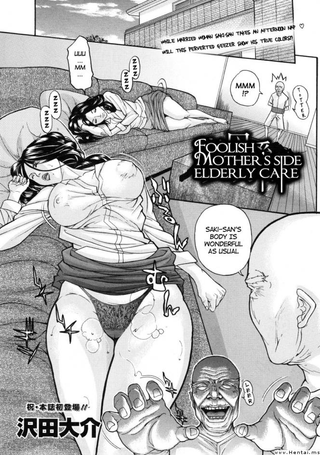 WHILE MARRIED WOMAN SAKI-SAN TAKES AN AFTERNOON NAP ♡
WILL THIS PERVERTED GEEZER SHOW HIS TRUE COLORS!?
UUU
MM
ZZZ
ZZZ
ZZZ
MMM
!?
FOOLISH
MOTHER'S SIDE
ELDERLY CARE
SAKI-SAN'S
BODY IS
WONDERFUL
AS USUAL
LEER
祝・本誌初登場!!
沢田大介
www.Hentai.ms